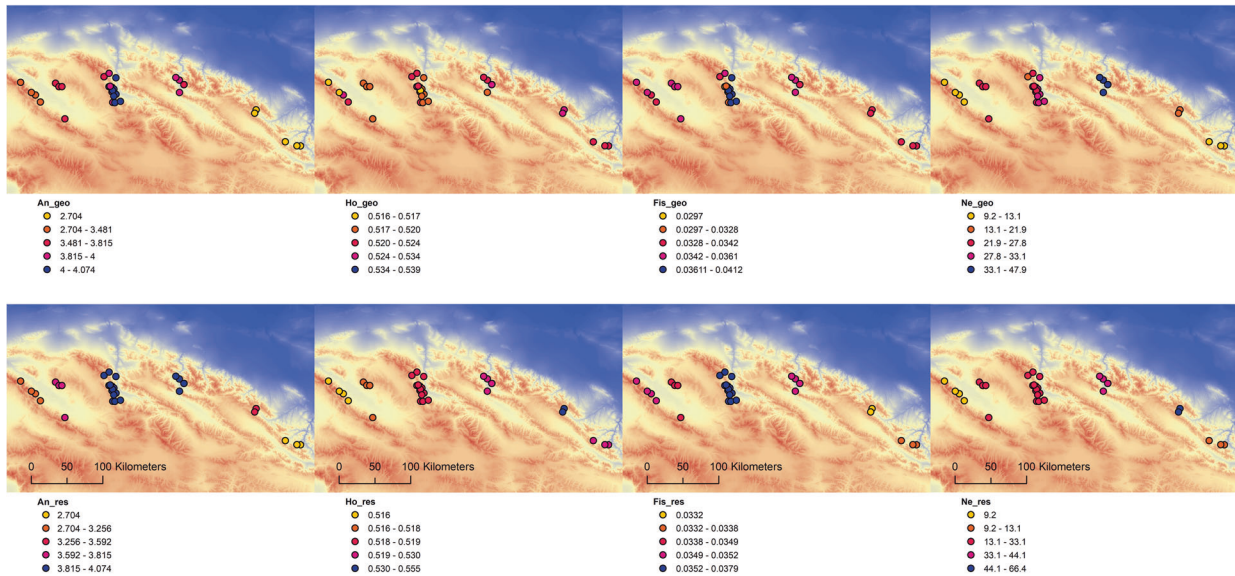 An_geo
2.704
2.704 - 3.481
3.481 - 3.815
3.815 - 4
4 - 4.074
Ho_geo
0.516 - 0.517
0.517 - 0.520
0.520 - 0.524
0.524 - 0.534
0.534 - 0.539
Fis_geo
0.0297
0.0297 - 0.0328
0.0328 - 0.0342
0.0342 - 0.0361
0.03611 - 0.0412
Ne_geo
9.2 - 13.1
13.1 - 21.9
21.9 - 27.8
27.8 - 33.1
33.1 - 47.9
0 50 100 Kilometers
0 50 100 Kilometers
0 50 100 Kilometers
0 50 100 Kilometers
An_res
2.704
2.704 - 3.256
3.256 - 3.592
3.592 - 3.815
3.815 - 4.074
Ho_res
0.516
0.516 - 0.518
0.518 - 0.519
0.519 - 0.530
0.530 - 0.555
Fis_res
0.0332
0.0332 - 0.0338
0.0338 - 0.0349
0.0349 - 0.0352
0.0352 - 0.0379
Ne_res
9.2
9.2 - 13.1
13.1 - 33.1
33.1 - 44.1
44.1 - 66.4